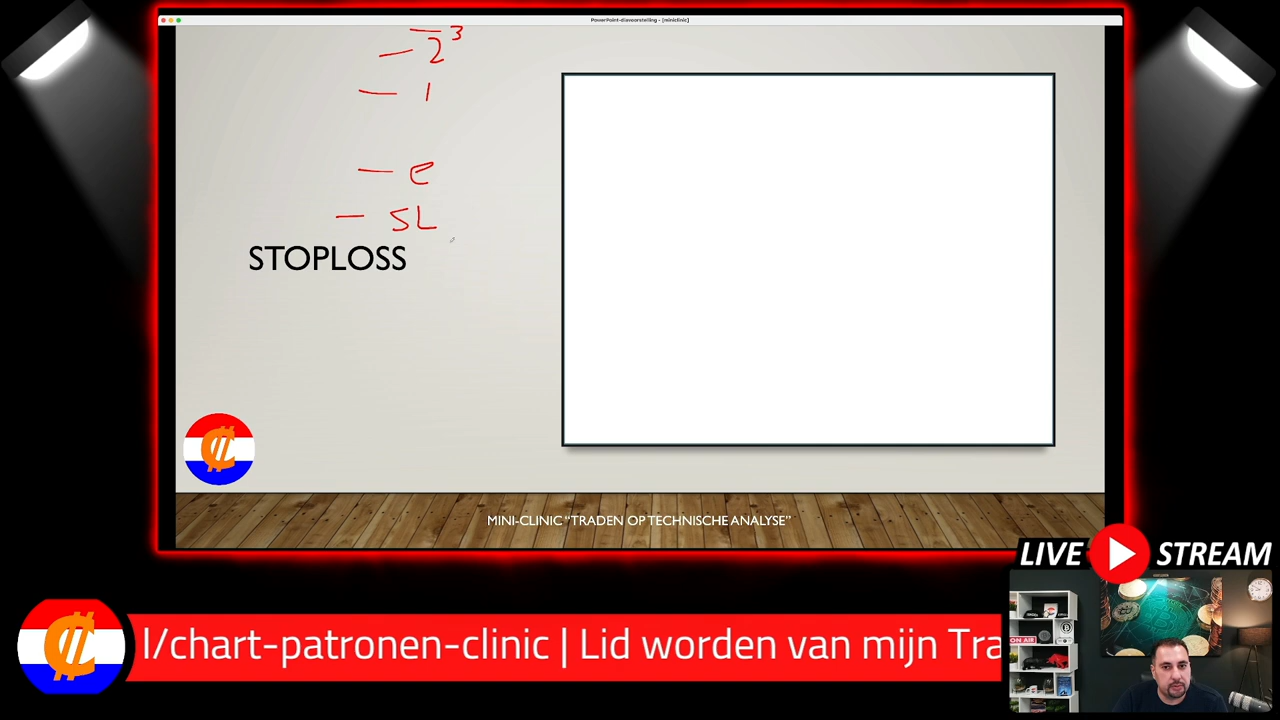 PowerPoint-diavoorstelling - [miniclinic]
3
– 2
– 1
– e
– SL
STOPLOSS
MINI-CLINIC “TRADEN OP TECHNISCHE ANALYSE”
LIVE STREAM
ON AIR
l/chart-patronen-clinic | Lid worden van mijn Tra